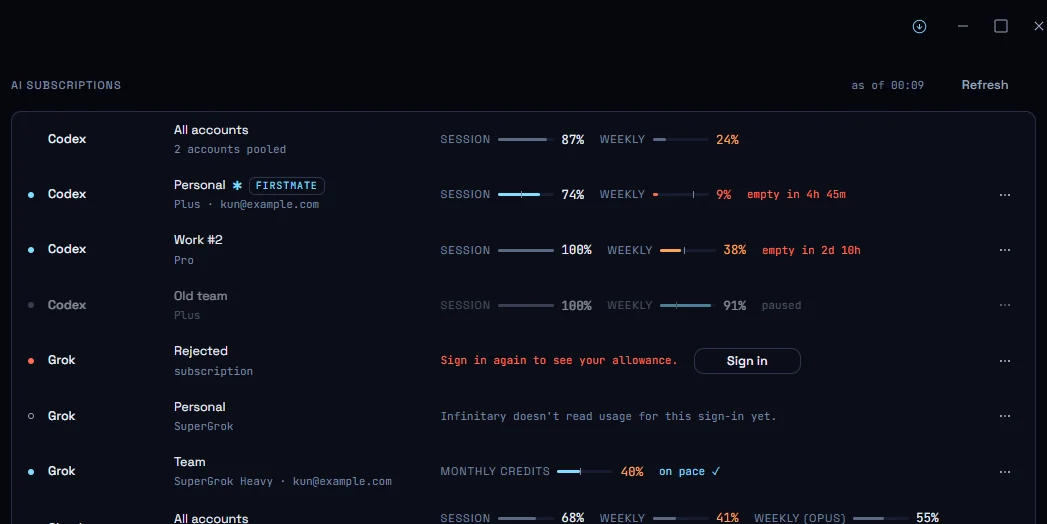 AI SUBSCRIPTIONS
as of 00:09
Refresh
Codex
All accounts
2 accounts pooled
SESSION 87% WEEKLY 24%
Codex
Personal * FIRSTMATE
Plus · kun@example.com
SESSION 74% WEEKLY 9% empty in 4h 45m
Codex
Work #2
Pro
SESSION 100% WEEKLY 38% empty in 2d 10h
Codex
Old team
Plus
SESSION 100% WEEKLY 91% paused
Grok
Rejected
subscription
Sign in again to see your allowance. Sign in
Grok
Personal
SuperGrok
Infinitary doesn't read usage for this sign-in yet.
Grok
Team
SuperGrok Heavy · kun@example.com
MONTHLY CREDITS 40% on pace ✓
All accounts
SESSION 68% WEEKLY 41% WEEKLY (OPUS) 55%